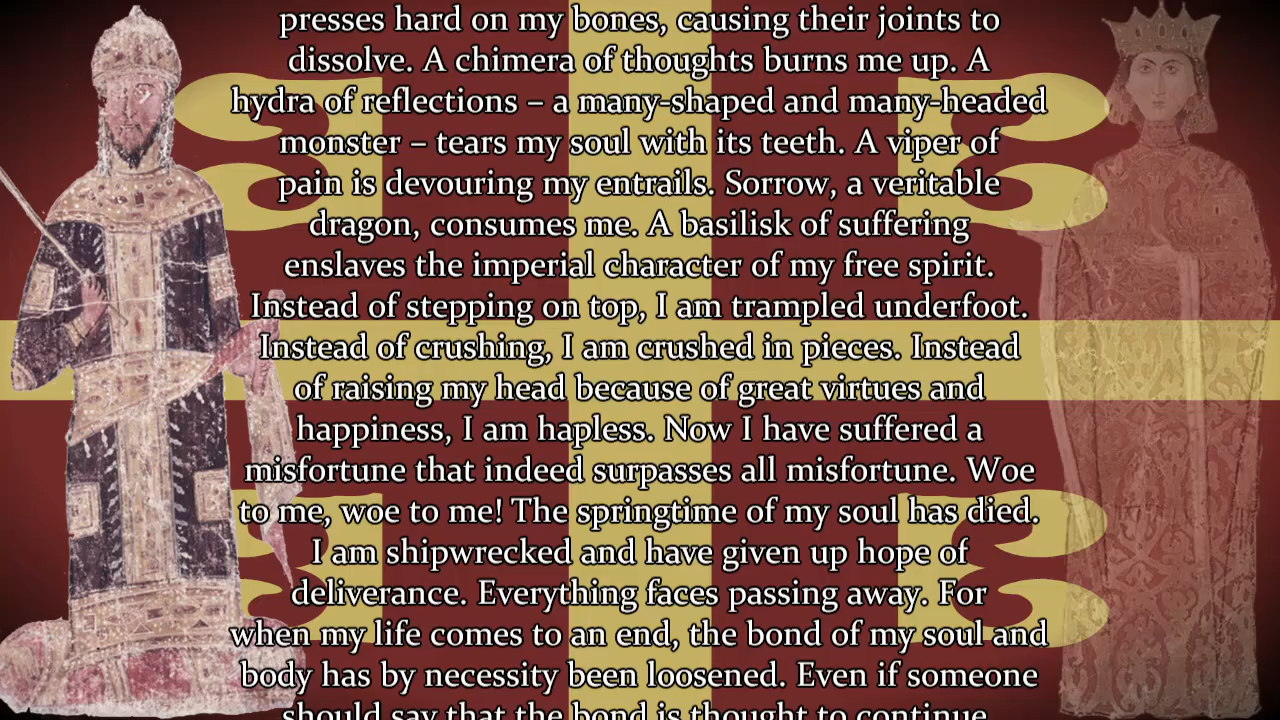 presses hard on my bones, causing their joints to
dissolve. A chimera of thoughts burns me up. A
hydra of reflections – a many-shaped and many-headed
monster – tears my soul with its teeth. A viper of
pain is devouring my entrails. Sorrow, a veritable
dragon, consumes me. A basilisk of suffering
enslaves the imperial character of my free spirit.
Instead of stepping on top, I am trampled underfoot.
Instead of crushing, I am crushed in pieces. Instead
of raising my head because of great virtues and
happiness, I am hapless. Now I have suffered a
misfortune that indeed surpasses all misfortune. Woe
to me, woe to me! The springtime of my soul has died.
I am shipwrecked and have given up hope of
deliverance. Everything faces passing away. For
when my life comes to an end, the bond of my soul and
body has by necessity been loosened. Even if someone
should say that the bond is thought to continue